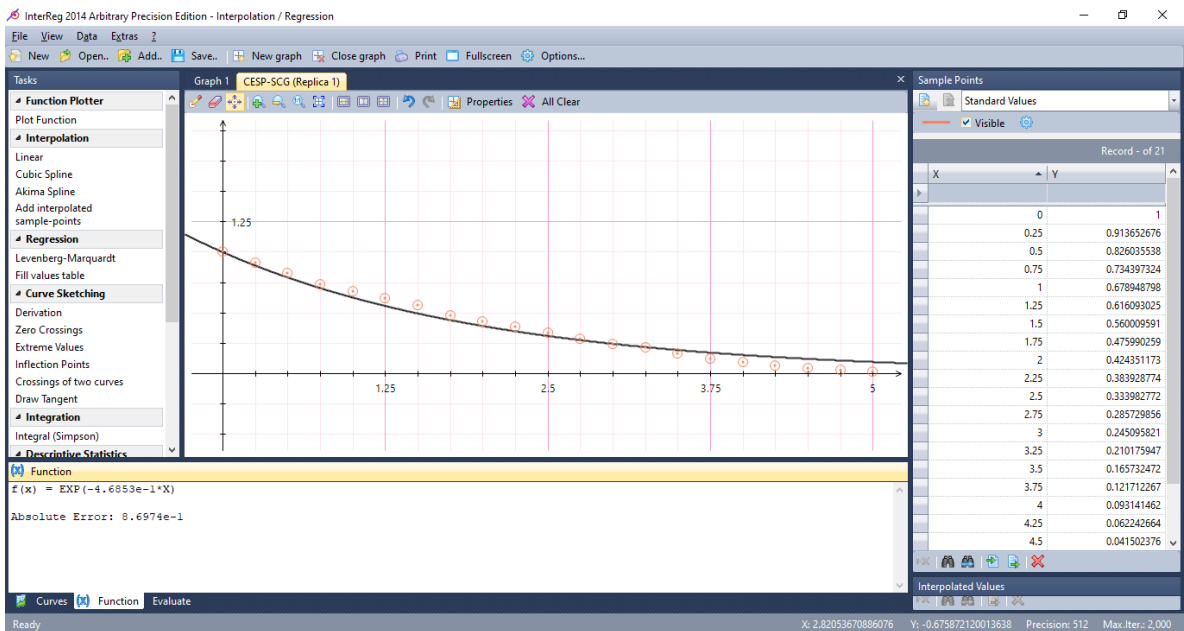 InterReg 2014 Arbitrary Precision Edition - Interpolation / Regression
File View Data Extras ?
New Open.. Add.. Save.. New graph Close graph Print Fullscreen Options...
Tasks
Function Plotter
Plot Function
Interpolation
Linear
Cubic Spline
Akima Spline
Add interpolated
sample-points
Regression
Levenberg-Marquardt
Fill values table
Curve Sketching
Derivation
Zero Crossings
Extreme Values
Inflection Points
Crossings of two curves
Draw Tangent
Integration
Integral (Simpson)
Descriptive Statistics
Graph 1 CESP-SCG (Replica 1)
Properties All Clear
1.25
1.25 2.5 3.75 5
Sample Points
Standard Values
Visible
Record - of 21
X Y
0 1
0.25 0.913652676
0.5 0.826035538
0.75 0.734397324
1 0.678948798
1.25 0.616093025
1.5 0.560009591
1.75 0.475990259
2 0.424351173
2.25 0.383928774
2.5 0.333982772
2.75 0.285729856
3 0.245095821
3.25 0.210175947
3.5 0.165732472
3.75 0.121712267
4 0.093141462
4.25 0.062242664
4.5 0.041502376
Interpolated Values
Function
f(x) = EXP(-4.6853e-1*X)
Absolute Error: 8.6974e-1
Curves Function Evaluate
Ready X: 2.82053670886076 Y: -0.675872120013638 Precision: 512 Max.Iter.: 2,000